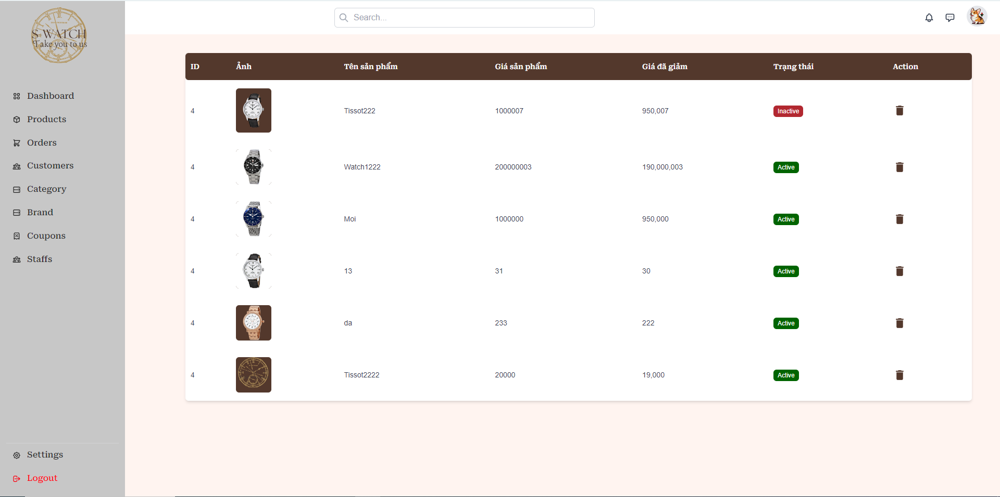 S-WATCH
Take you to us
Search...
Dashboard
Products
Orders
Customers
Category
Brand
Coupons
Staffs
Settings
Logout
ID Ảnh Tên sản phẩm Giá sản phẩm Giá đã giảm Trạng thái Action
4 Tissot222 1000007 950,007 Inactive
4 Watch1222 200000003 190,000,003 Active
4 Moi 1000000 950,000 Active
4 13 31 30 Active
4 da 233 222 Active
4 Tissot2222 20000 19,000 Active